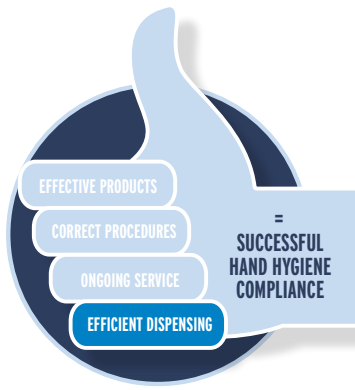 EFFECTIVE PRODUCTS
CORRECT PROCEDURES
ONGOING SERVICE
EFFICIENT DISPENSING
=
SUCCESSFUL
HAND HYGIENE
COMPLIANCE